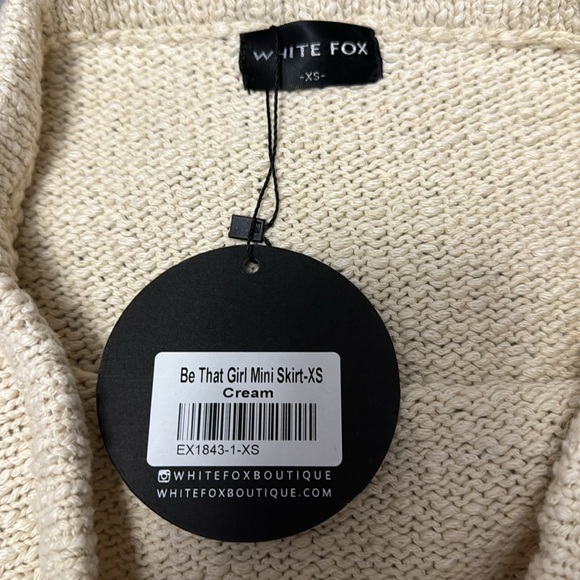 WHITE FOX
-XS-
Be That Girl Mini Skirt-XS
Cream
EX1843-1-XS
WHITEFOXBOUTIQUE
WHITEFOXBOUTIQUE.COM